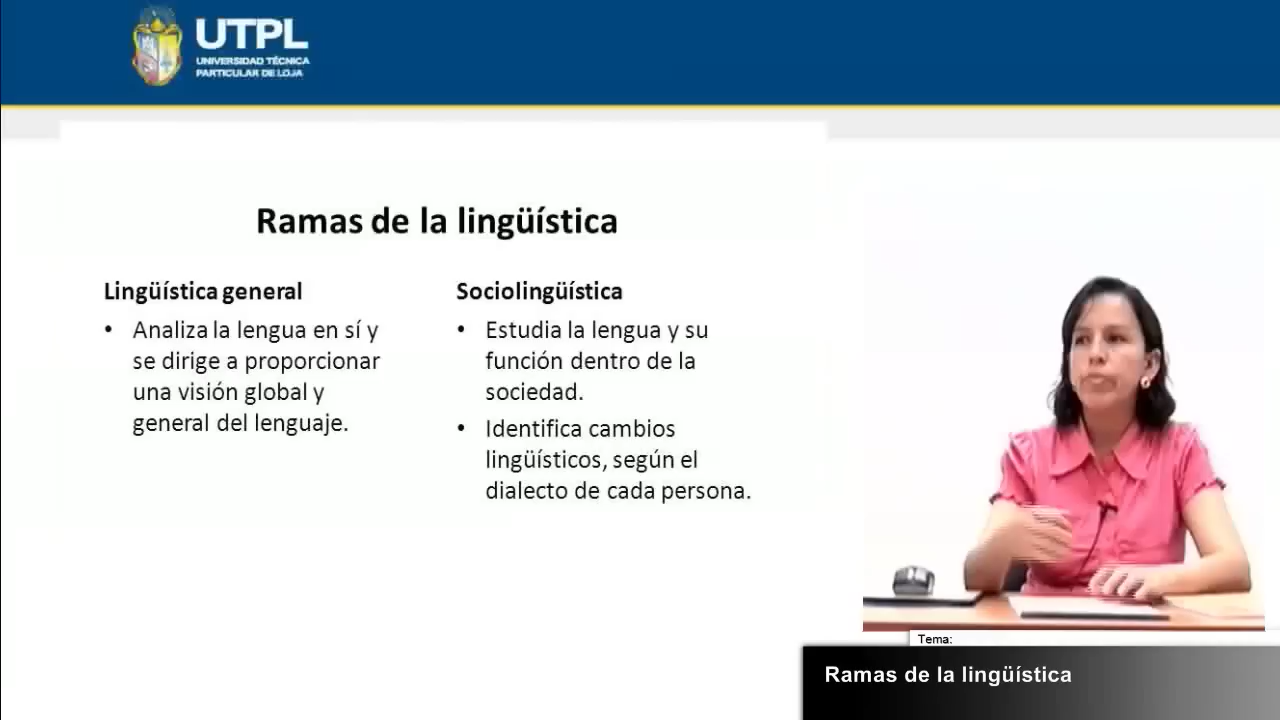 UTPL
UNIVERSIDAD TÉCNICA
PARTICULAR DE LOJA
Ramas de la lingüística
Lingüística general
• Analiza la lengua en sí y
se dirige a proporcionar
una visión global y
general del lenguaje.
Sociolingüística
• Estudia la lengua y su
función dentro de la
sociedad.
• Identifica cambios
lingüísticos, según el
dialecto de cada persona.
Tema:
Ramas de la lingüística